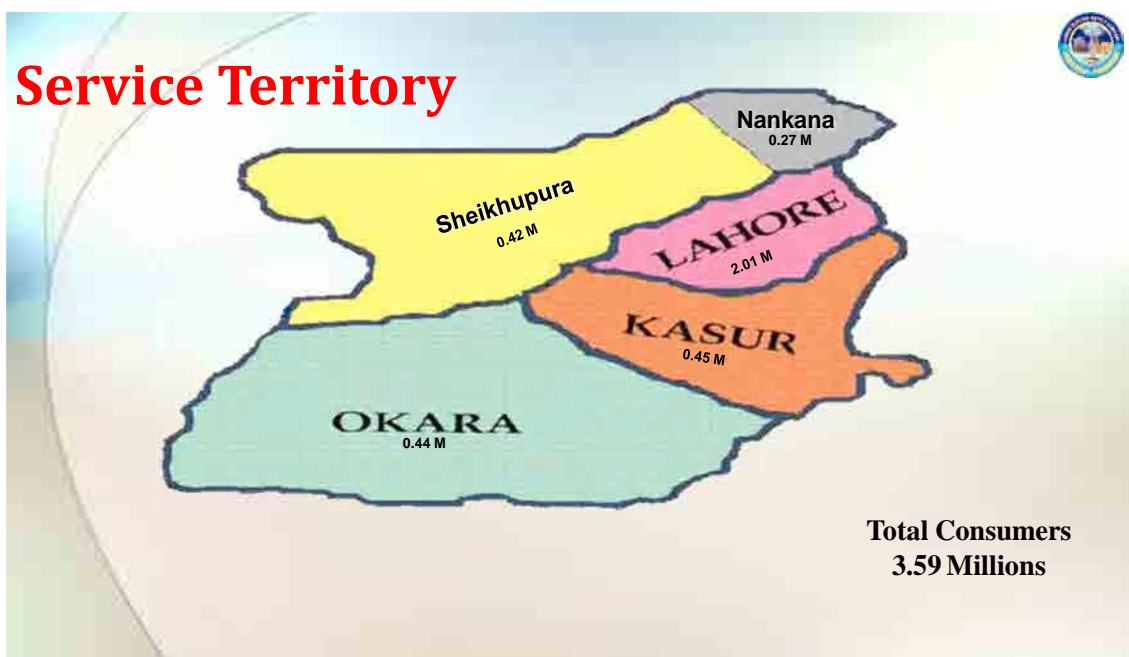 Service Territory
Nankana
0.27 M
Sheikhupura
0.42 M
LAHORE
2.01 M
KASUR
0.45 M
OKARA
0.44 M
Total Consumers
3.59 Millions